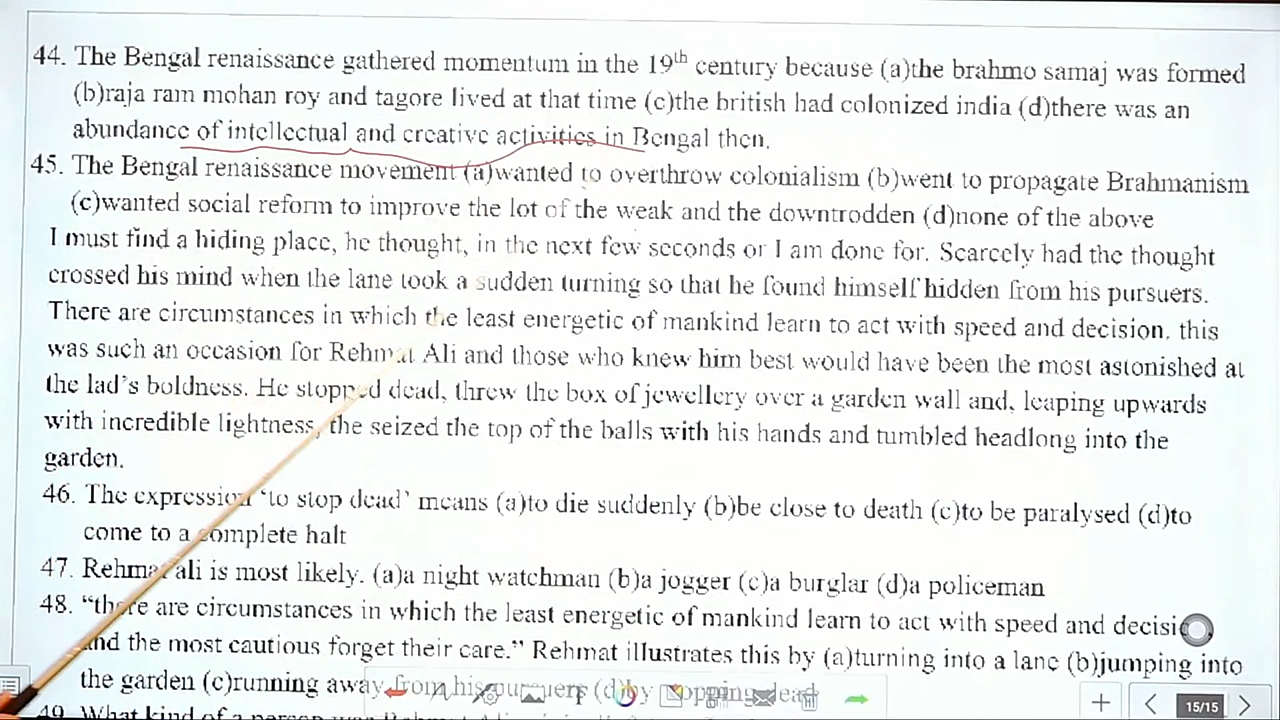 44. The Bengal renaissance gathered momentum in the 19th century because (a)the brahmo samaj was formed
(b)raja ram mohan roy and tagore lived at that time (c)the british had colonized india (d)there was an
abundance of intellectual and creative activities in Bengal then.
45. The Bengal renaissance movement (a)wanted to overthrow colonialism (b)went to propagate Brahmanism
(c)wanted social reform to improve the lot of the weak and the downtrodden (d)none of the above
I must find a hiding place, he thought, in the next few seconds or I am done for. Scarcely had the thought
crossed his mind when the lane took a sudden turning so that he found himself hidden from his pursuers.
There are circumstances in which the least energetic of mankind learn to act with speed and decision, this
was such an occasion for Rehmat Ali and those who knew him best would have been the most astonished at
the lad's boldness. He stopped dead, threw the box of jewellery over a garden wall and, leaping upwards
with incredible lightness, the seized the top of the balls with his hands and tumbled headlong into the
garden.
46. The expression 'to stop dead' means (a)to die suddenly (b)be close to death (c)to be paralysed (d)to
come to a complete halt
47. Rehmat ali is most likely. (a)a night watchman (b)a jogger (c)a burglar (d)a policeman
48. "there are circumstances in which the least energetic of mankind learn to act with speed and decision
and the most cautious forget their care." Rehmat illustrates this by (a)turning into a lane (b)jumping into
the garden (c)running away from his pursuers (d)by stopping dead
49. What kind of a person was Rehmat
15/15